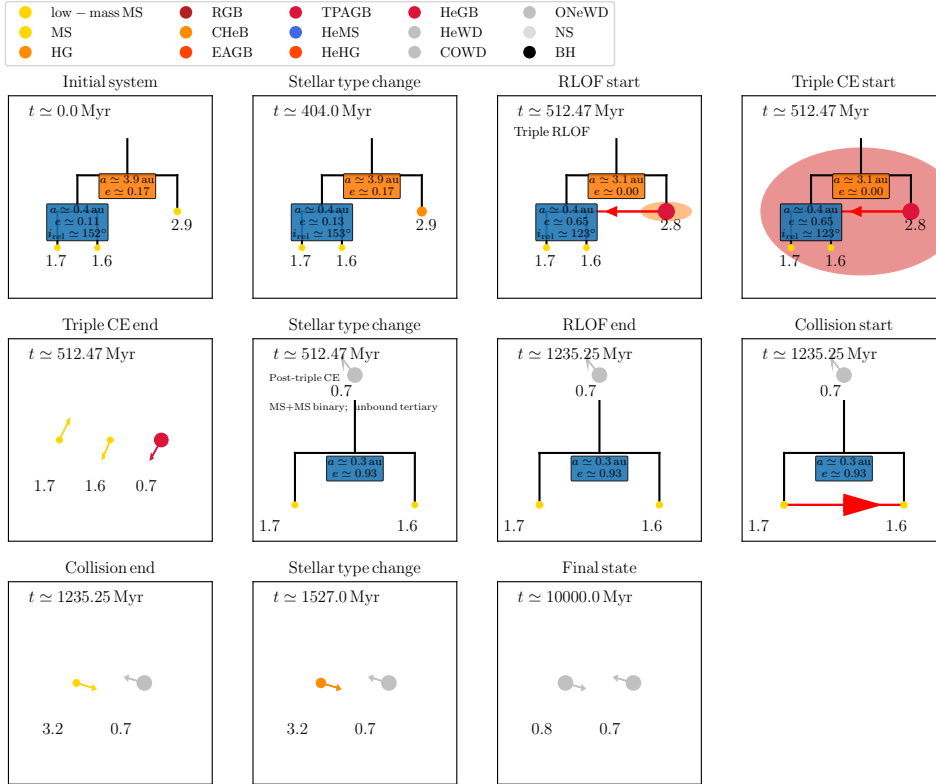 low − mass MS RGB TPAGB HeGB ONeWD
MS CHeB HeMS HeWD NS
HG EAGB HeHG COWD BH
Initial system
t ≃ 0.0 Myr
a ≃ 3.9 au
e ≃ 0.17
a ≃ 0.4 au
e ≃ 0.11
i_rel ≃ 152°
2.9
1.7 1.6
Stellar type change
t ≃ 404.0 Myr
a ≃ 3.9 au
e ≃ 0.17
a ≃ 0.4 au
e ≃ 0.13
i_rel ≃ 153°
2.9
1.7 1.6
RLOF start
t ≃ 512.47 Myr
Triple RLOF
a ≃ 3.1 au
e ≃ 0.00
a ≃ 0.4 au
e ≃ 0.65
i_rel ≃ 123°
2.8
1.7 1.6
Triple CE start
t ≃ 512.47 Myr
a ≃ 3.1 au
e ≃ 0.00
a ≃ 0.4 au
e ≃ 0.65
i_rel ≃ 123°
2.8
1.7 1.6
Triple CE end
t ≃ 512.47 Myr
1.7 1.6 0.7
Stellar type change
t ≃ 512.47 Myr
Post-triple CE
0.7
MS+MS binary; unbound tertiary
a ≃ 0.3 au
e ≃ 0.93
1.7 1.6
RLOF end
t ≃ 1235.25 Myr
0.7
a ≃ 0.3 au
e ≃ 0.93
1.7 1.6
Collision start
t ≃ 1235.25 Myr
0.7
a ≃ 0.3 au
e ≃ 0.93
1.7 1.6
Collision end
t ≃ 1235.25 Myr
3.2 0.7
Stellar type change
t ≃ 1527.0 Myr
3.2 0.7
Final state
t ≃ 10000.0 Myr
0.8 0.7